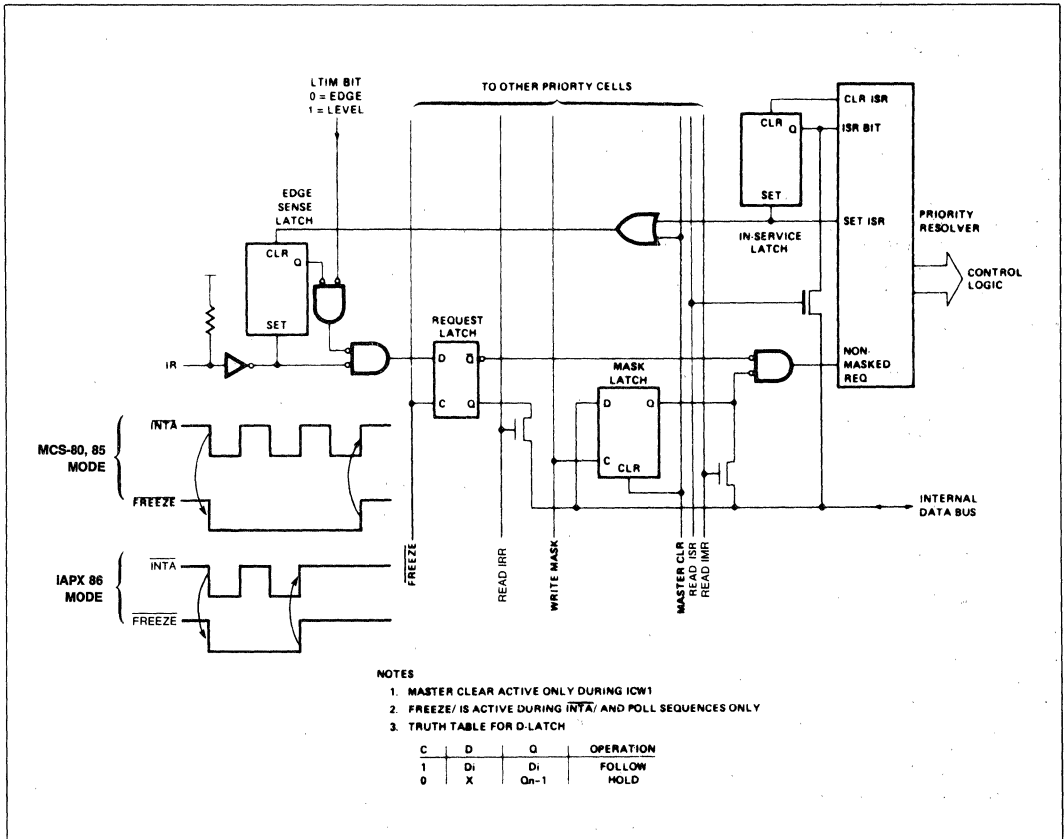 LTIM BIT
0 = EDGE
1 = LEVEL
TO OTHER PRIORTY CELLS
CLR ISR
CLR
Q
ISR BIT
SET
SET ISR
IN-SERVICE
LATCH
PRIORITY
RESOLVER
CONTROL
LOGIC
EDGE
SENSE
LATCH
CLR
Q
SET
IR
REQUEST
LATCH
D
Q̅
C
Q
MASK
LATCH
D
Q
C
CLR
NON-
MASKED
REQ
INTERNAL
DATA BUS
MCS-80, 85
MODE
INTA
FREEZE
IAPX 86
MODE
INTA
FREEZE
FREEZE
READ IRR
WRITE MASK
MASTER CLR
READ ISR
READ IMR
NOTES
1. MASTER CLEAR ACTIVE ONLY DURING ICW1
2. FREEZE/ IS ACTIVE DURING INTA/ AND POLL SEQUENCES ONLY
3. TRUTH TABLE FOR D-LATCH
C D Q OPERATION
1 Di Di FOLLOW
0 X Qn-1 HOLD